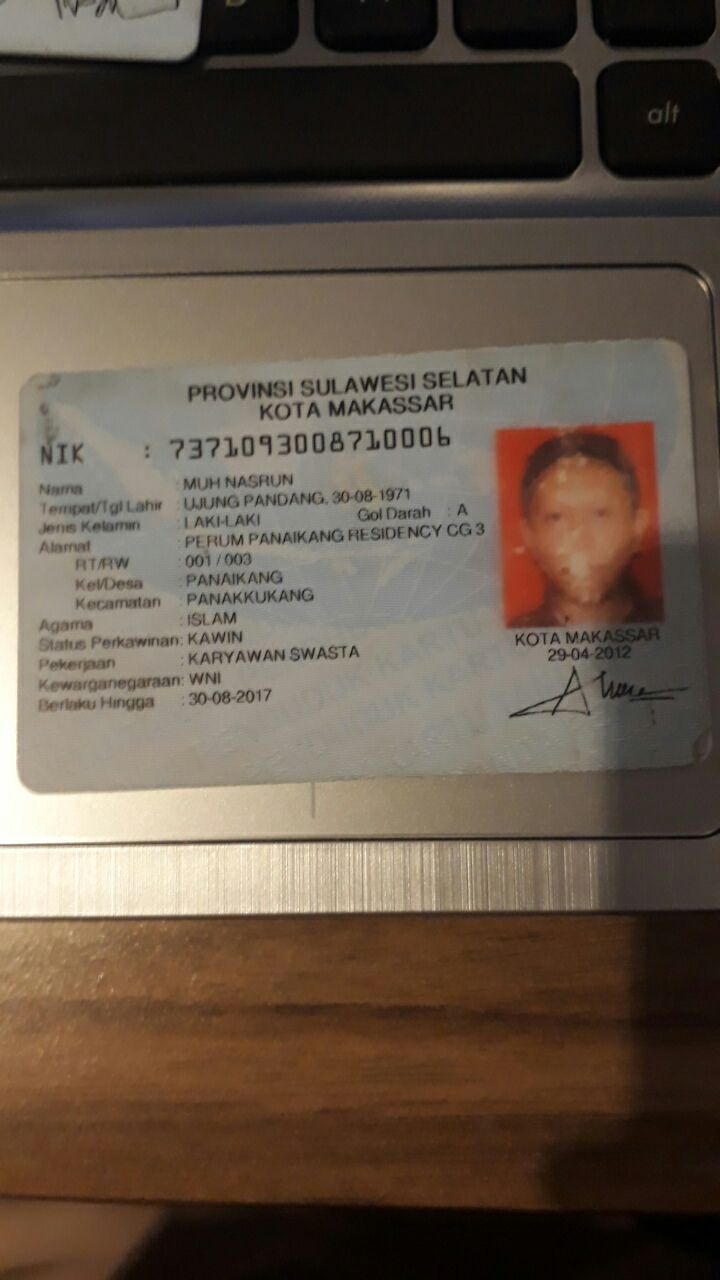 alt
PROVINSI SULAWESI SELATAN
KOTA MAKASSAR
NIK : 7371093008710006
Nama : MUH NASRUN
Tempat/Tgl Lahir : UJUNG PANDANG, 30-08-1971
Jenis Kelamin : LAKI-LAKI Gol Darah : A
Alamat : PERUM PANAIKANG RESIDENCY CG 3
RT/RW : 001 / 003
Kel/Desa : PANAIKANG
Kecamatan : PANAKKUKANG
Agama : ISLAM
Status Perkawinan: KAWIN
Pekerjaan : KARYAWAN SWASTA
Kewarganegaraan: WNI
Berlaku Hingga : 30-08-2017
KOTA MAKASSAR
29-04-2012